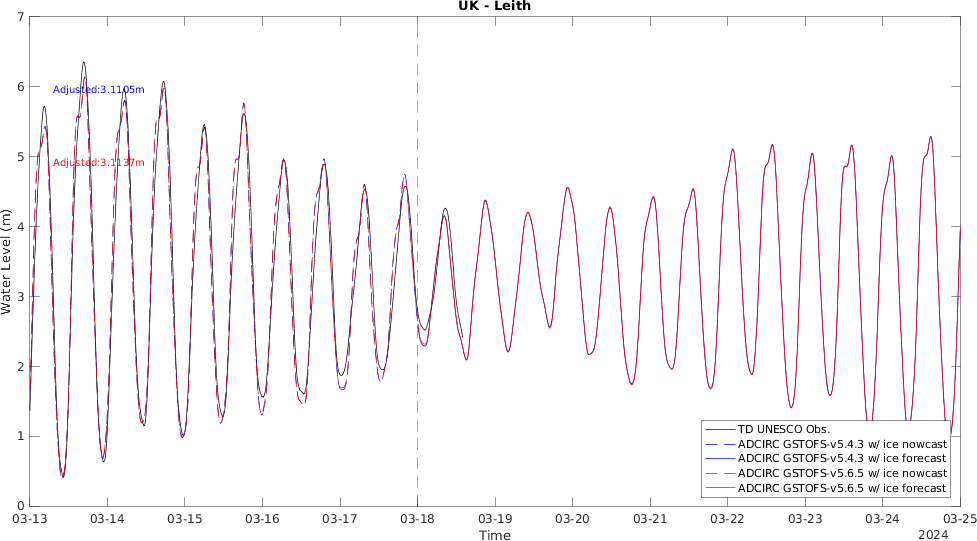 UK - Leith
7
6
5
4
3
2
1
0
Water Level (m)
Adjusted:3.1105m
Adjusted:3.1137m
TD UNESCO Obs.
ADCIRC GSTOFS-v5.4.3 w/ ice nowcast
ADCIRC GSTOFS-v5.4.3 w/ ice forecast
ADCIRC GSTOFS-v5.6.5 w/ ice nowcast
ADCIRC GSTOFS-v5.6.5 w/ ice forecast
03-13 03-14 03-15 03-16 03-17 03-18 03-19 03-20 03-21 03-22 03-23 03-24 03-25
Time
2024